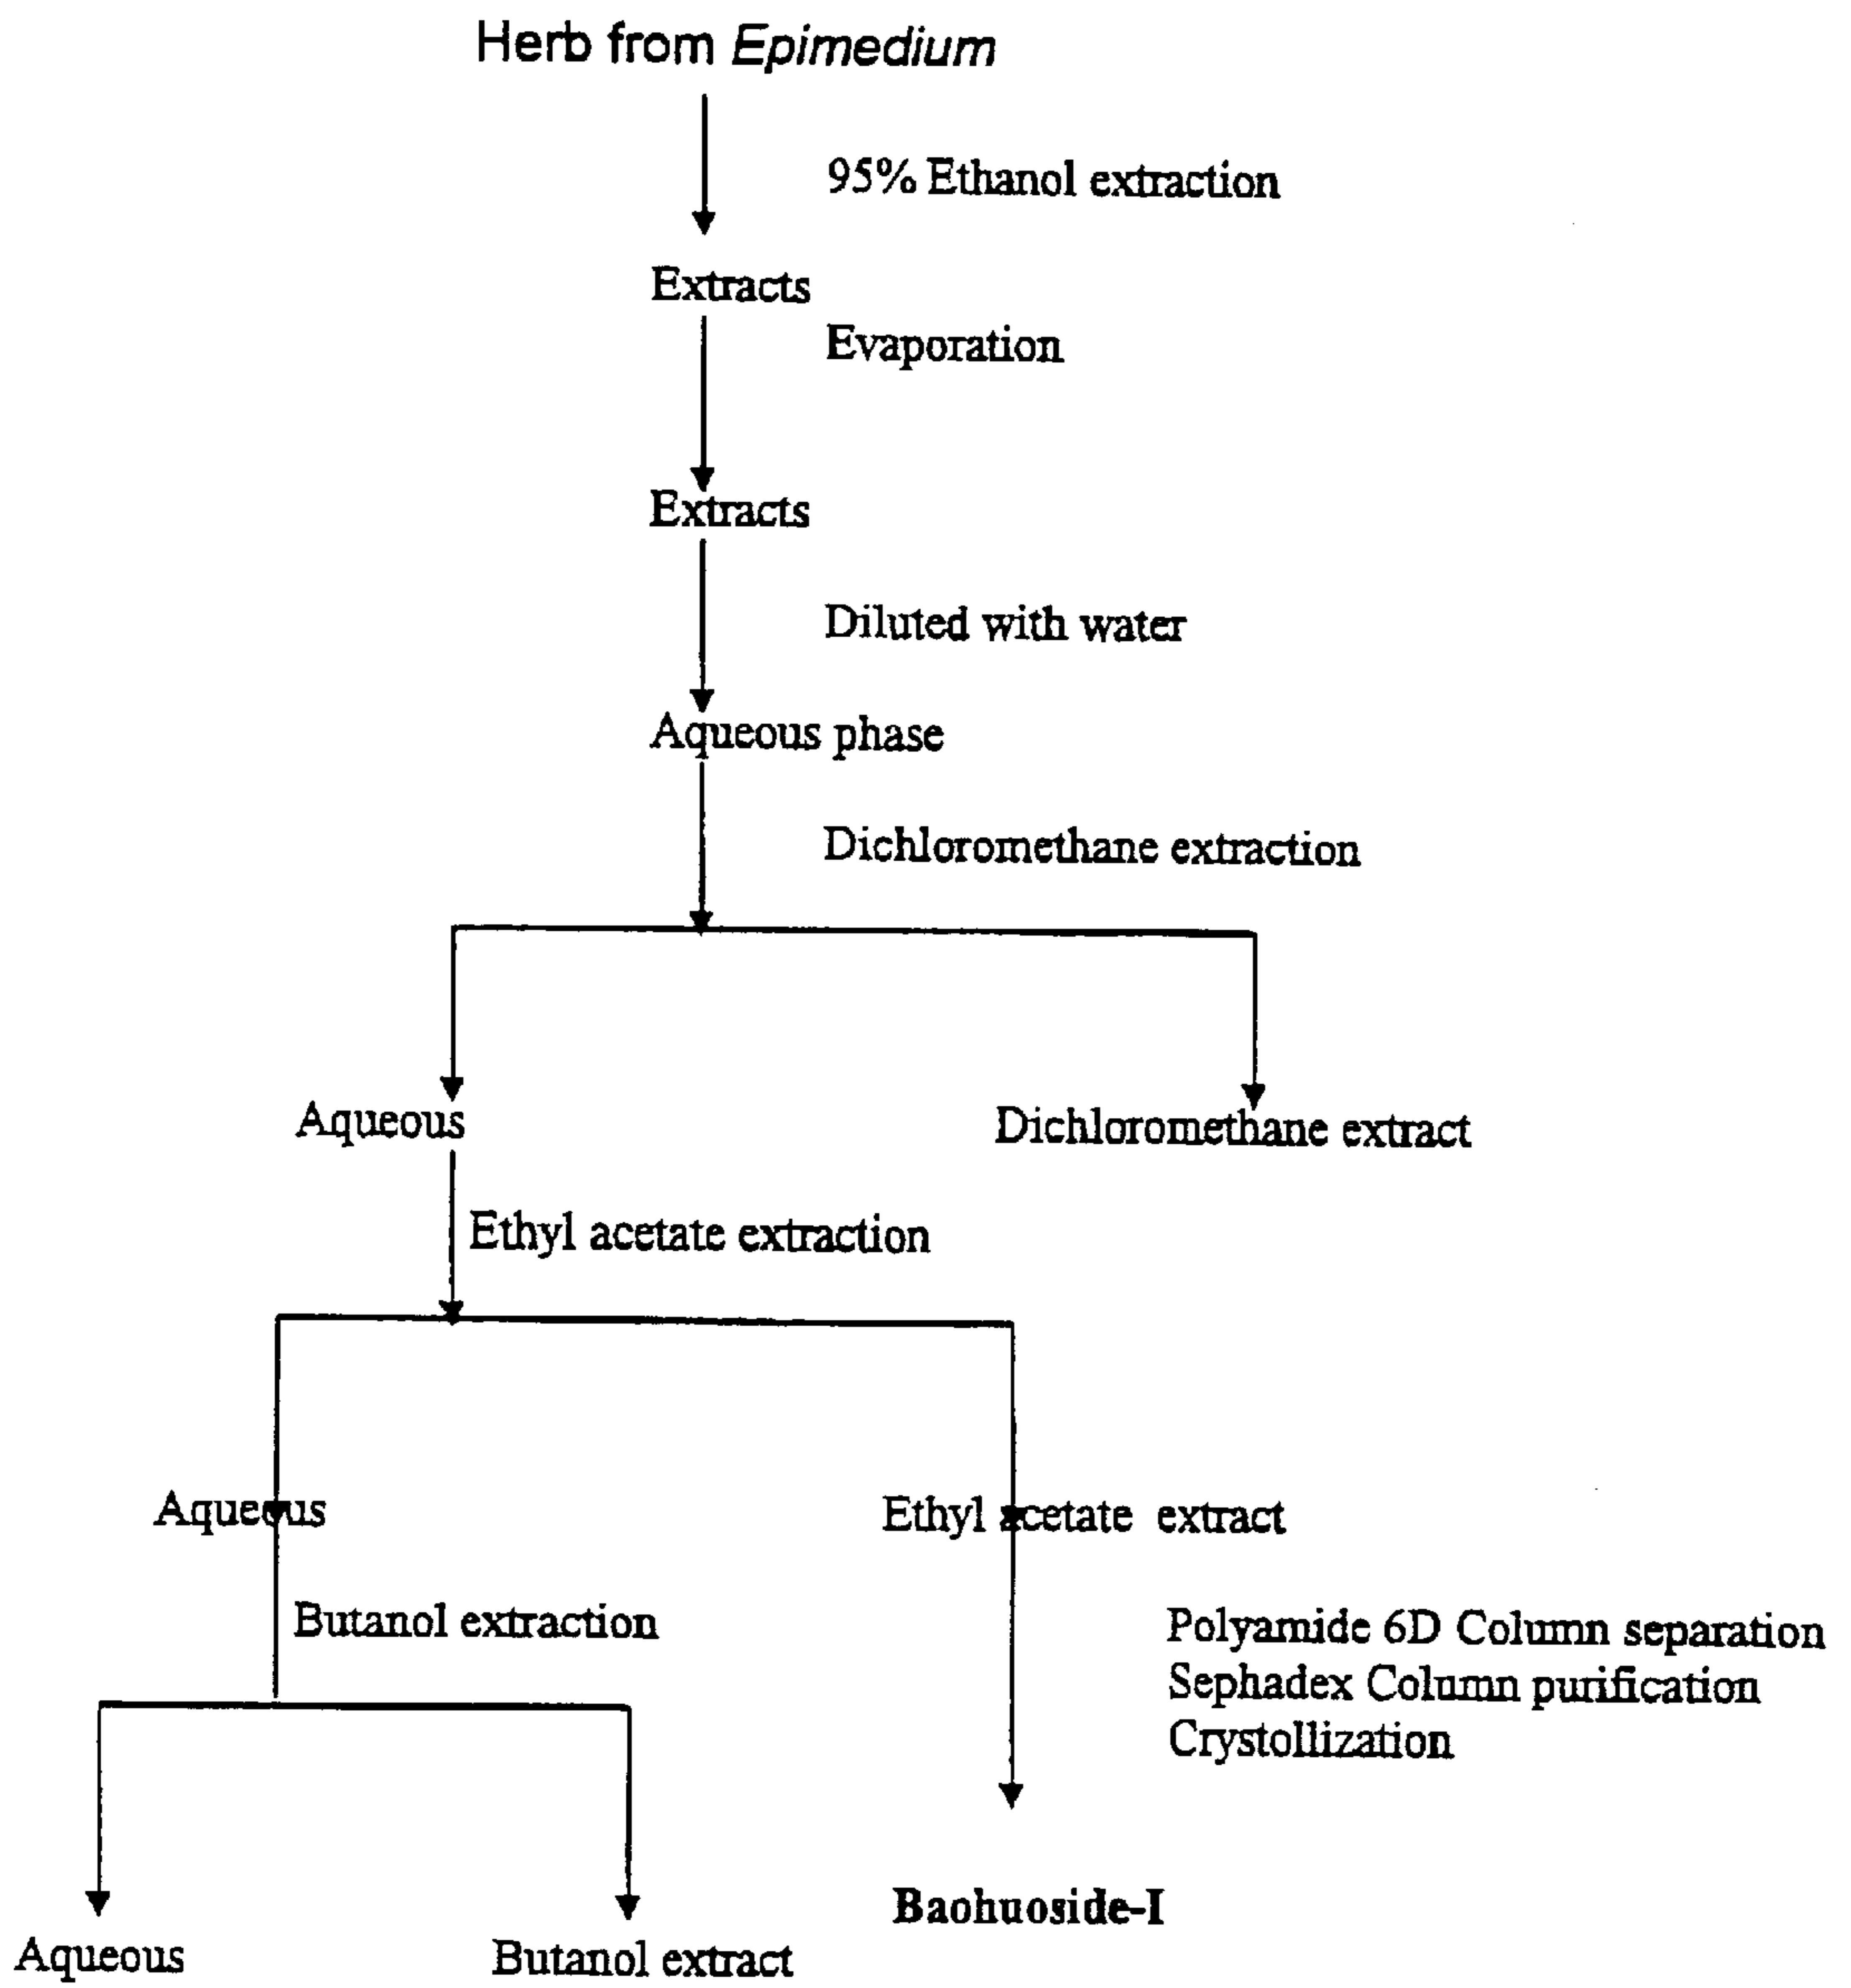 Herb from Epimedium
95% Ethanol extraction
Extracts
Evaporation
Extracts
Diluted with water
Aqueous phase
Dichloromethane extraction
Aqueous
Dichloromethane extract
Ethyl acetate extraction
Aqueous
Ethyl acetate extract
Butanol extraction
Polyamide 6D Column separation
Sephadex Column purification
Crystollization
Baohuoside-I
Aqueous
Butanol extract